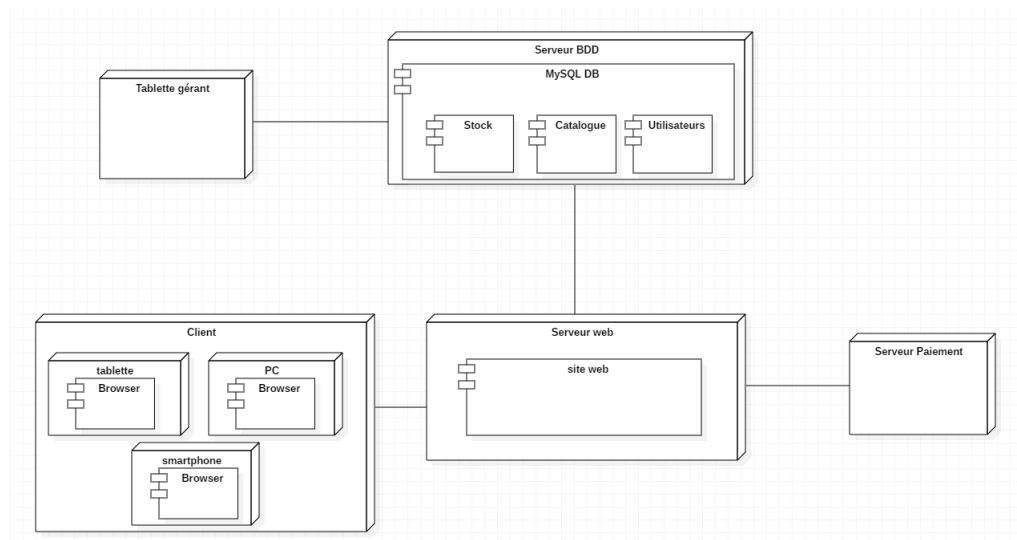 Serveur BDD
MySQL DB
Tablette gérant
Stock
Catalogue
Utilisateurs
Client
Serveur web
Serveur Paiement
tablette
Browser
PC
Browser
site web
smartphone
Browser